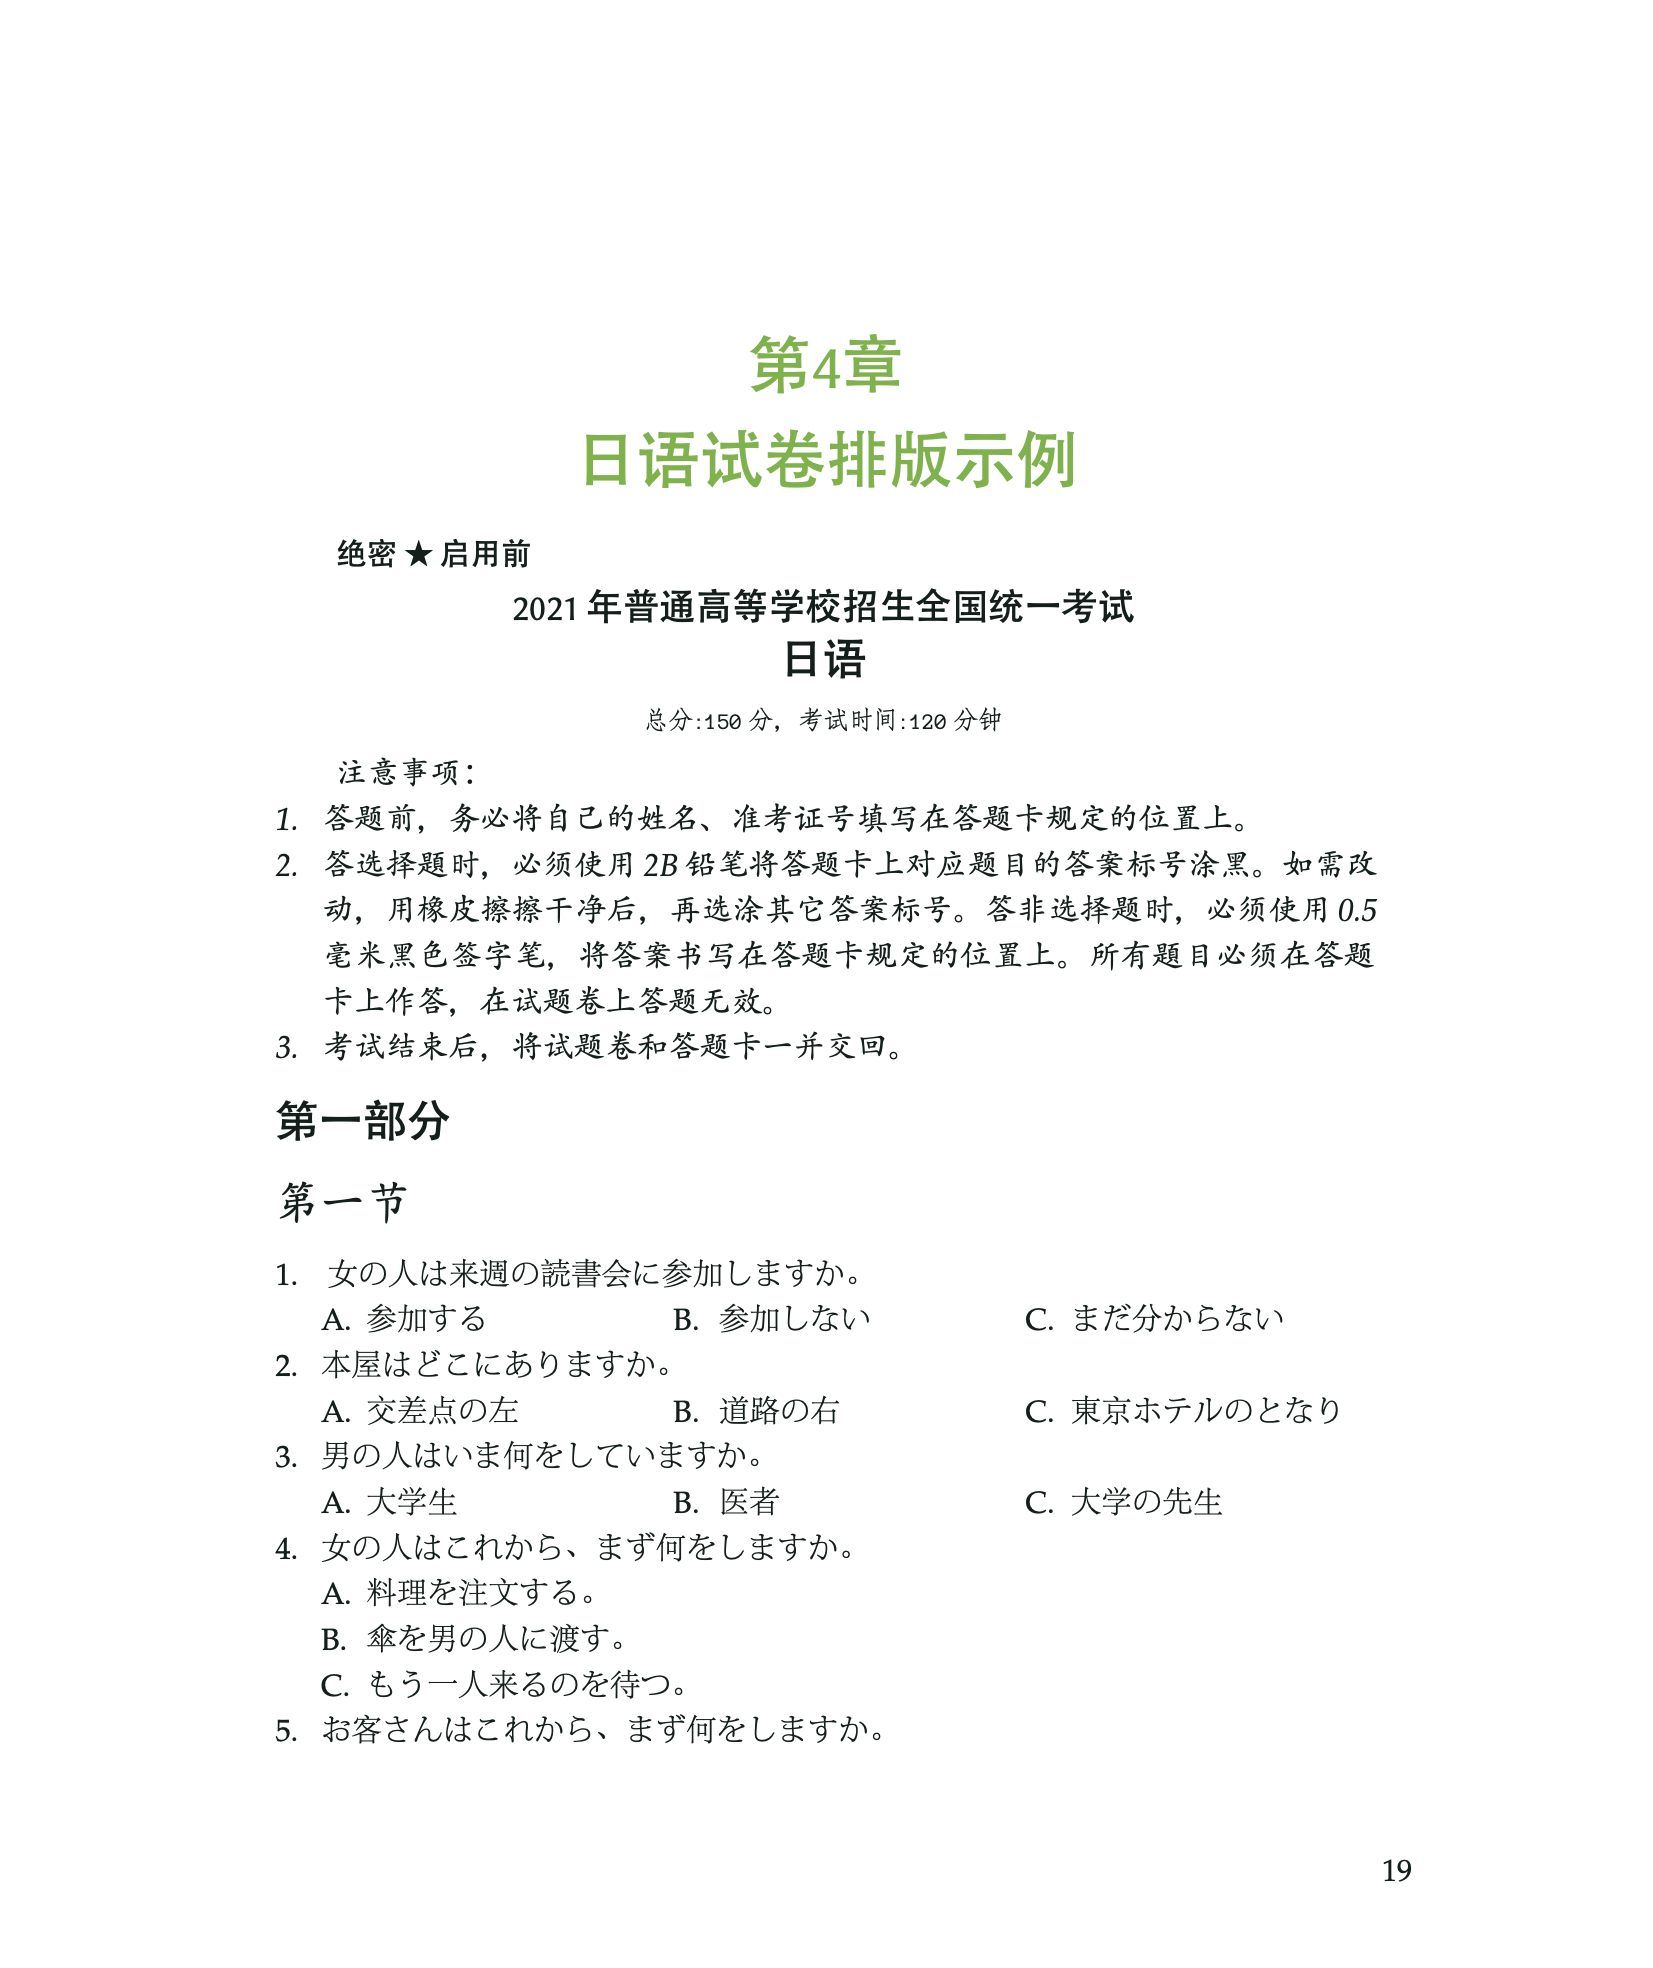 第4章
日语试卷排版示例
绝密 ★ 启用前
2021 年普通高等学校招生全国统一考试
日语
总分:150 分，考试时间:120 分钟
注意事项：
1. 答题前，务必将自己的姓名、准考证号填写在答题卡规定的位置上。
2. 答选择题时，必须使用 2B 铅笔将答题卡上对应题目的答案标号涂黑。如需改
动，用橡皮擦擦干净后，再选涂其它答案标号。答非选择题时，必须使用 0.5
毫米黑色签字笔，将答案书写在答题卡规定的位置上。所有题目必须在答题
卡上作答，在试题卷上答题无效。
3. 考试结束后，将试题卷和答题卡一并交回。
第一部分
第一节
1. 女の人は来週の読書会に参加しますか。
A. 参加する B. 参加しない C. まだ分からない
2. 本屋はどこにありますか。
A. 交差点の左 B. 道路の右 C. 東京ホテルのとなり
3. 男の人はいま何をしていますか。
A. 大学生 B. 医者 C. 大学の先生
4. 女の人はこれから、まず何をしますか。
A. 料理を注文する。
B. 傘を男の人に渡す。
C. もう一人来るのを待つ。
5. お客さんはこれから、まず何をしますか。
19